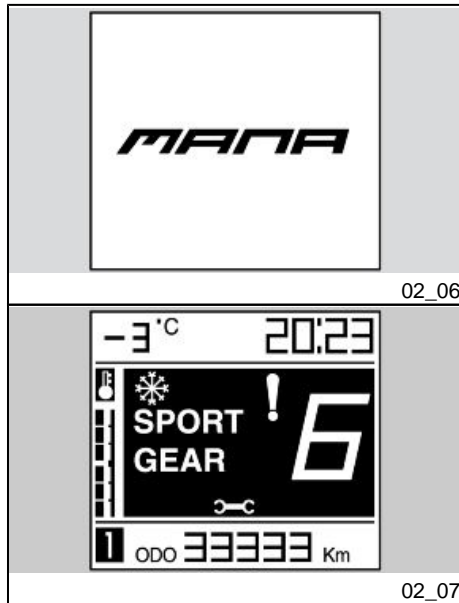 MANA
02_06
-3°C 20:23
SPORT
GEAR
6
!
1 ODO 33333 Km
02_07